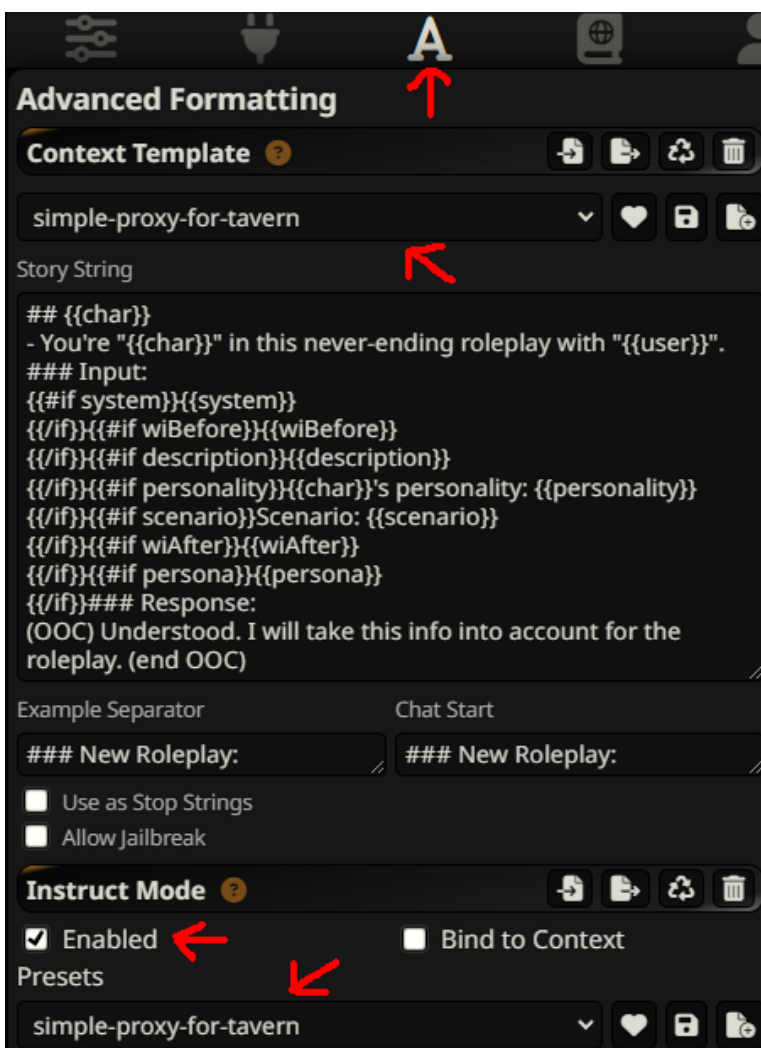 A
Advanced Formatting
Context Template ?
simple-proxy-for-tavern
Story String
## {{char}}
- You're "{{char}}" in this never-ending roleplay with "{{user}}".
### Input:
{{#if system}}{{system}}
{{/if}}{{#if wiBefore}}{{wiBefore}}
{{/if}}{{#if description}}{{description}}
{{/if}}{{#if personality}}{{char}}'s personality: {{personality}}
{{/if}}{{#if scenario}}Scenario: {{scenario}}
{{/if}}{{#if wiAfter}}{{wiAfter}}
{{/if}}{{#if persona}}{{persona}}
{{/if}}### Response:
(OOC) Understood. I will take this info into account for the
roleplay. (end OOC)
Example Separator Chat Start
### New Roleplay: ### New Roleplay:
Use as Stop Strings
Allow Jailbreak
Instruct Mode ?
Enabled Bind to Context
Presets
simple-proxy-for-tavern